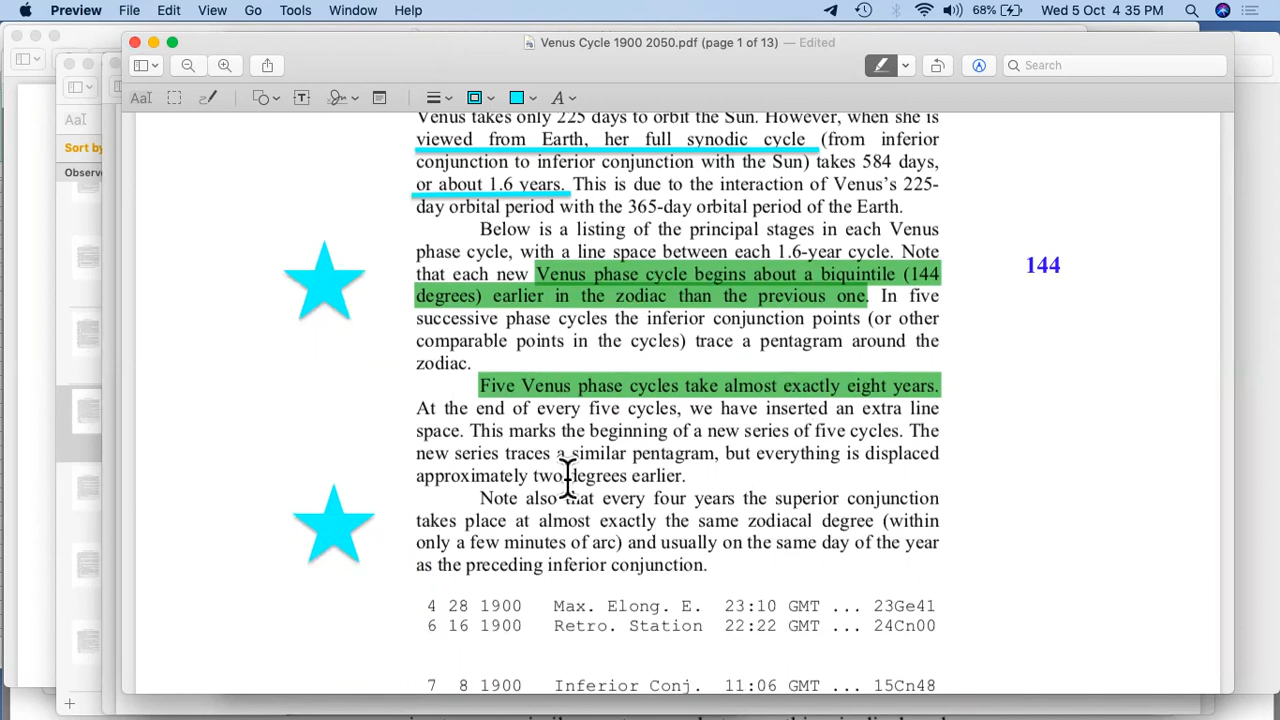 Preview File Edit View Go Tools Window Help 68% Wed 5 Oct 4:35 PM
Venus Cycle 1900 2050.pdf (page 1 of 13) — Edited
Search
Sort by
Observe
Venus takes only 225 days to orbit the Sun. However, when she is
viewed from Earth, her full synodic cycle (from inferior
conjunction to inferior conjunction with the Sun) takes 584 days,
or about 1.6 years. This is due to the interaction of Venus’s 225-
day orbital period with the 365-day orbital period of the Earth.
Below is a listing of the principal stages in each Venus
phase cycle, with a line space between each 1.6-year cycle. Note
that each new Venus phase cycle begins about a biquintile (144
degrees) earlier in the zodiac than the previous one. In five
successive phase cycles the inferior conjunction points (or other
comparable points in the cycles) trace a pentagram around the
zodiac.
144
Five Venus phase cycles take almost exactly eight years.
At the end of every five cycles, we have inserted an extra line
space. This marks the beginning of a new series of five cycles. The
new series traces a similar pentagram, but everything is displaced
approximately two degrees earlier.
Note also that every four years the superior conjunction
takes place at almost exactly the same zodiacal degree (within
only a few minutes of arc) and usually on the same day of the year
as the preceding inferior conjunction.
4 28 1900 Max. Elong. E. 23:10 GMT ... 23Ge41
6 16 1900 Retro. Station 22:22 GMT ... 24Cn00
7 8 1900 Inferior Conj. 11:06 GMT ... 15Cn48